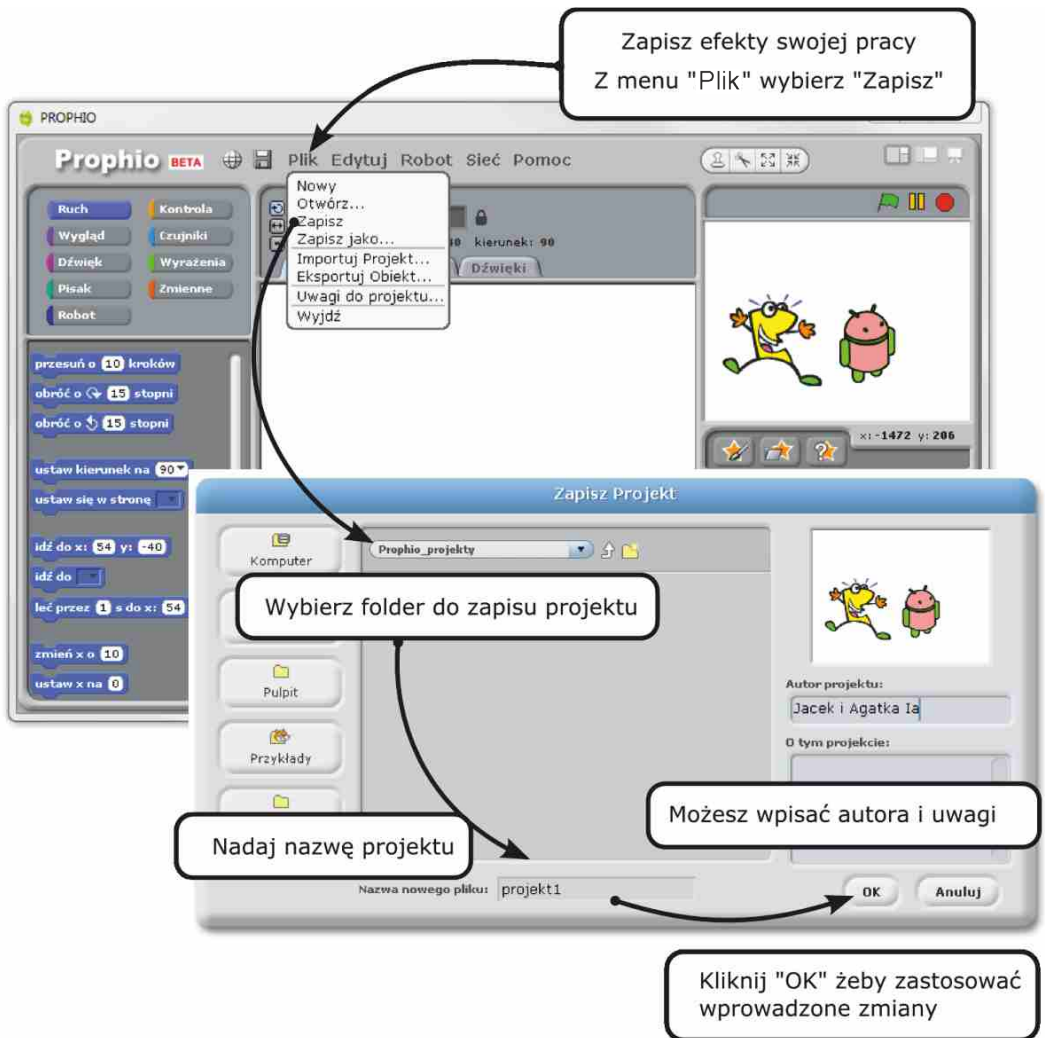 Zapisz efekty swojej pracy
Z menu "Plik" wybierz "Zapisz"
PROPHIO
Prophio BETA Plik Edytuj Robot Sieć Pomoc
Nowy
Otwórz...
Zapisz
Zapisz jako...
Importuj Projekt...
Eksportuj Obiekt...
Uwagi do projektu...
Wyjdź
Ruch Kontrola
Wygląd Czujniki
Dźwięk Wyrażenia
Pisak Zmienne
Robot
kierunek: 90
Dźwięki
przesuń o 10 kroków
obróć o 15 stopni
obróć o 15 stopni
ustaw kierunek na 90
ustaw się w stronę
idź do x: 54 y: -40
idź do
leć przez 1 s do x: 54
zmień x o 10
ustaw x na 0
x: -1472 y: 206
Zapisz Projekt
Komputer
Prophio_projekty
Wybierz folder do zapisu projektu
Pulpit
Przykłady
Autor projektu:
Jacek i Agatka Ia
O tym projekcie:
Możesz wpisać autora i uwagi
Nadaj nazwę projektu
Nazwa nowego pliku: projekt1
OK Anuluj
Kliknij "OK" żeby zastosować
wprowadzone zmiany